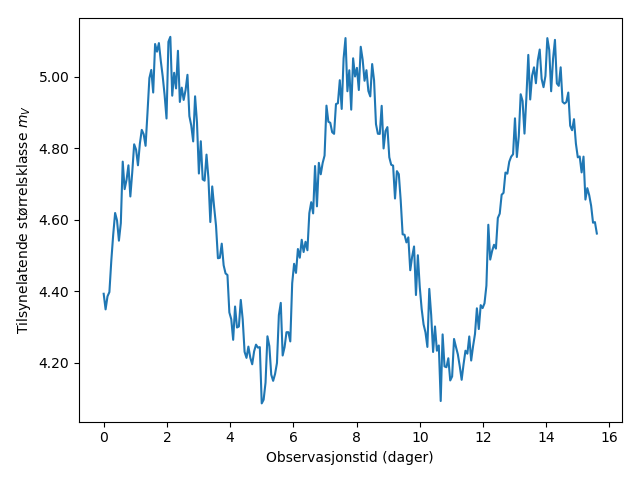 Tilsynelatende størrelsklasse $m_V$
5.00
4.80
4.60
4.40
4.20
0 2 4 6 8 10 12 14 16
Observasjonstid (dager)